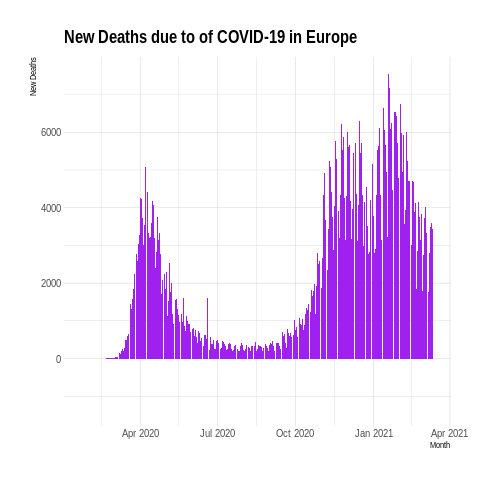 New Deaths due to of COVID-19 in Europe
New Deaths
6000
4000
2000
0
Apr 2020 Jul 2020 Oct 2020 Jan 2021 Apr 2021
Month